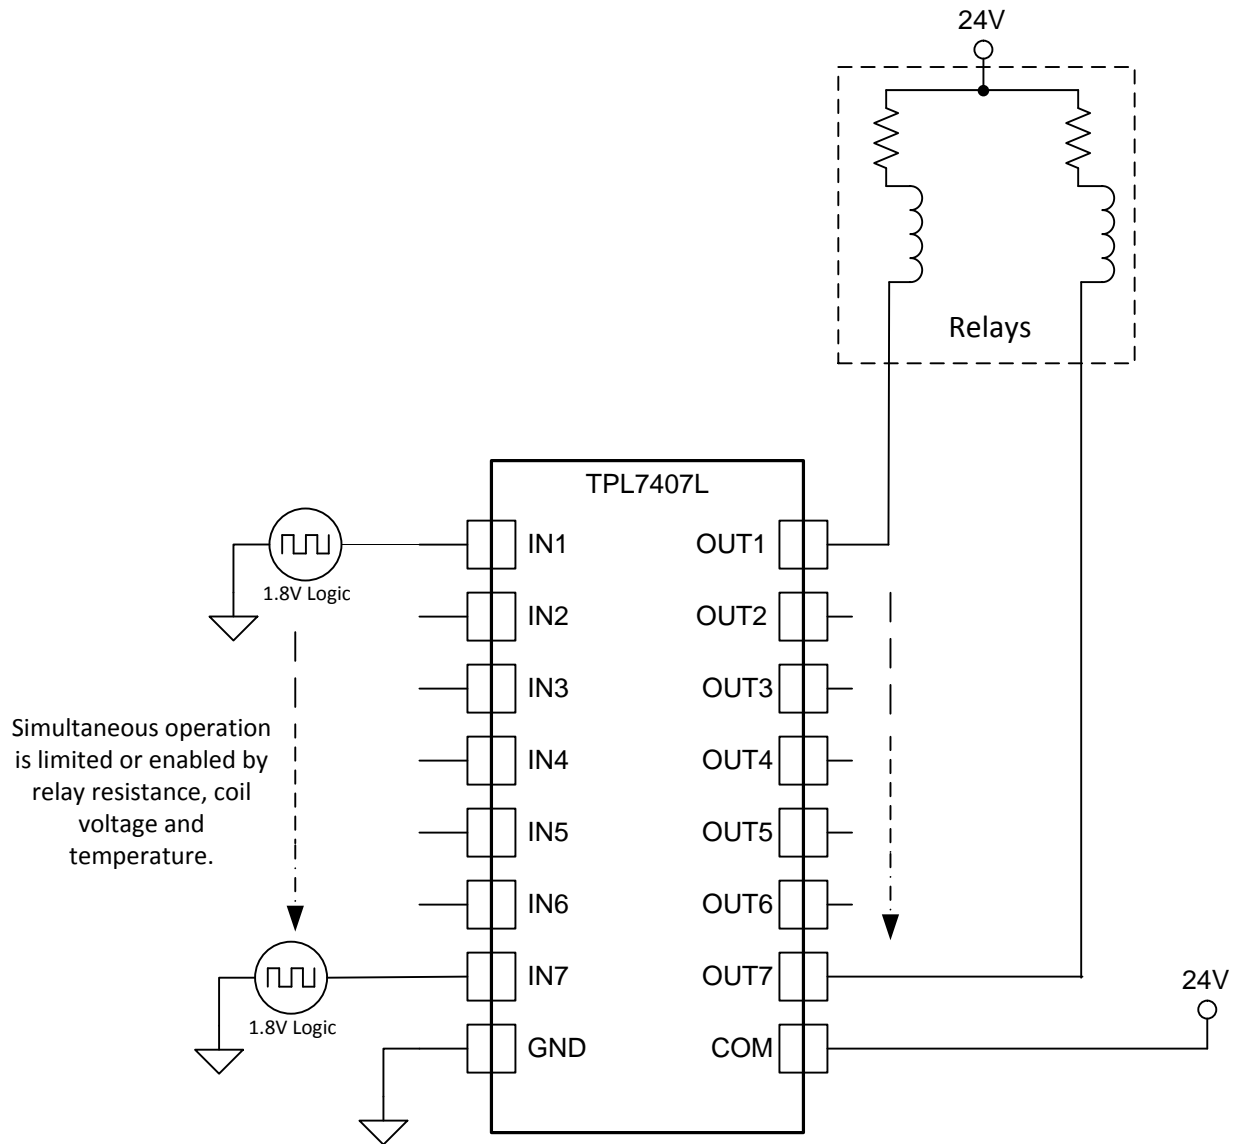 24V
Relays
TPL7407L
IN1
OUT1
1.8V Logic
IN2
OUT2
IN3
OUT3
Simultaneous operation
is limited or enabled by
relay resistance, coil
voltage and
temperature.
IN4
OUT4
IN5
OUT5
IN6
OUT6
IN7
OUT7
1.8V Logic
24V
GND
COM